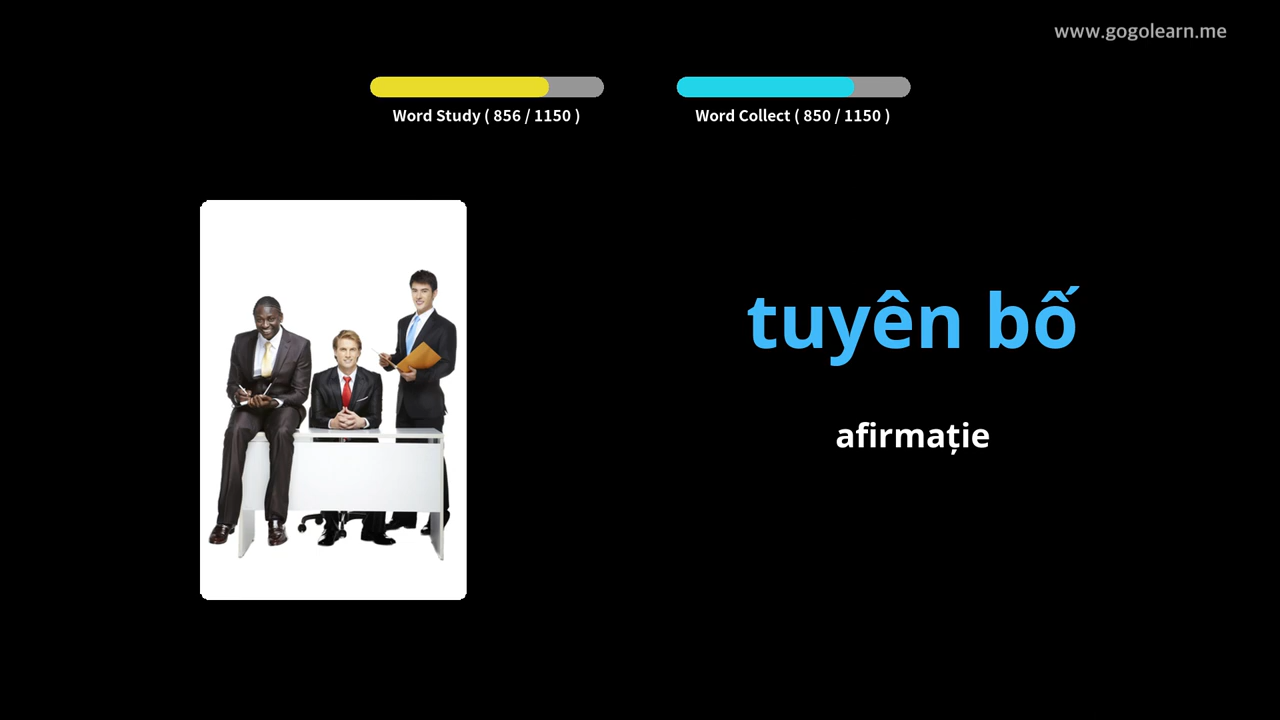 www.gogolearn.me
Word Study ( 856 / 1150 )
Word Collect ( 850 / 1150 )
tuyên bố
afirmație